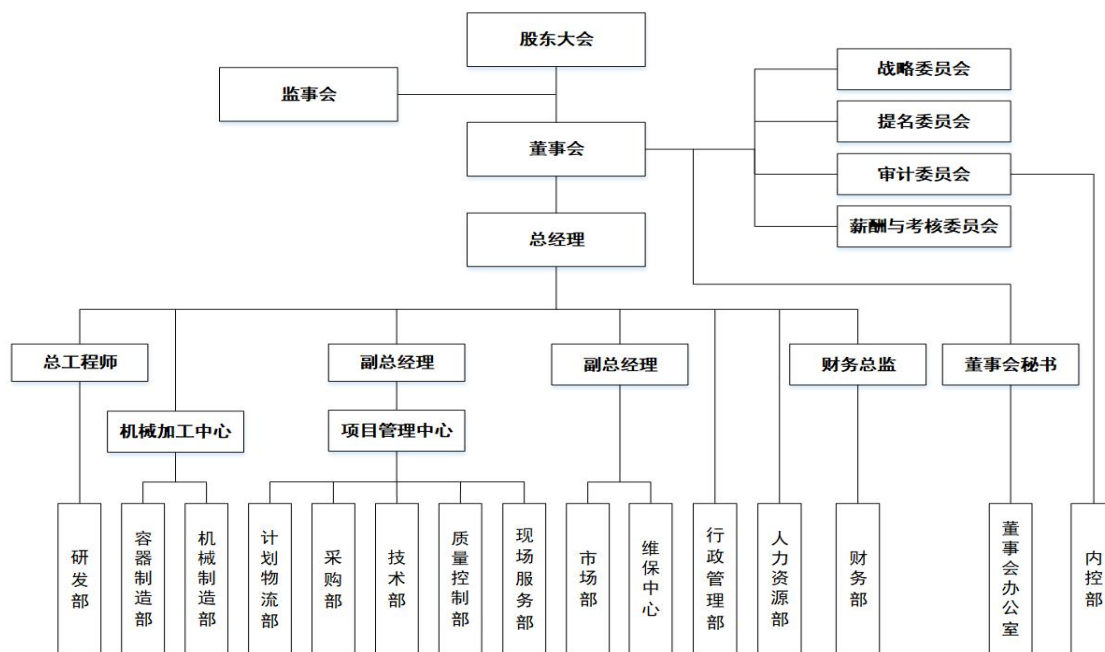 股东大会
监事会
战略委员会
提名委员会
董事会
审计委员会
总经理
薪酬与考核委员会
总工程师
副总经理
副总经理
财务总监
董事会秘书
机械加工中心
项目管理中心
研发部
容器制造部
机械制造部
计划物流部
采购部
技术部
质量控制部
现场服务部
市场部
维保中心
行政管理部
人力资源部
财务部
董事会办公室
内控部